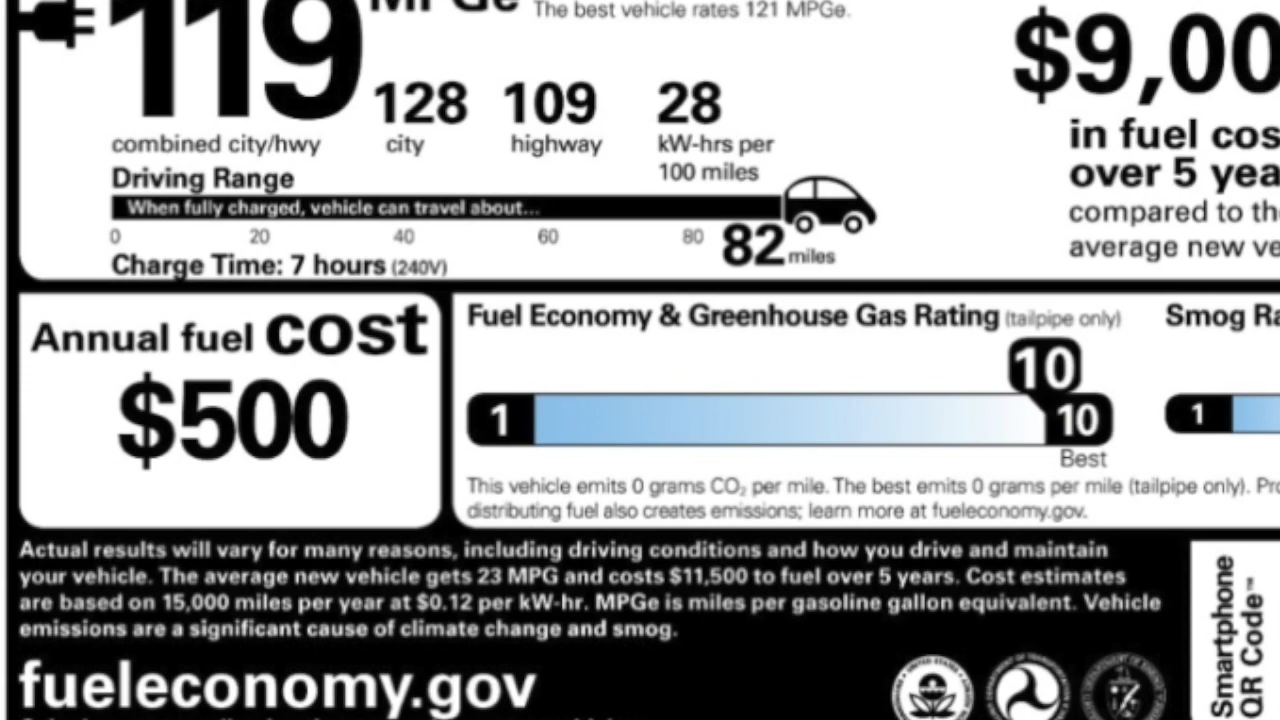 119 MPGe The best vehicle rates 121 MPGe.
128 109 28
combined city/hwy city highway kW-hrs per
100 miles
Driving Range
When fully charged, vehicle can travel about...
0 20 40 60 80 82 miles
Charge Time: 7 hours (240V)
$9,00
in fuel cos
over 5 yea
compared to th
average new ve
Annual fuel cost
$500
Fuel Economy & Greenhouse Gas Rating (tailpipe only)
10
1 10
Best
This vehicle emits 0 grams CO₂ per mile. The best emits 0 grams per mile (tailpipe only). Pro
distributing fuel also creates emissions; learn more at fueleconomy.gov.
Smog Ra
1
Actual results will vary for many reasons, including driving conditions and how you drive and maintain
your vehicle. The average new vehicle gets 23 MPG and costs $11,500 to fuel over 5 years. Cost estimates
are based on 15,000 miles per year at $0.12 per kW-hr. MPGe is miles per gasoline gallon equivalent. Vehicle
emissions are a significant cause of climate change and smog.
fueleconomy.gov
Smartphone
QR Code™